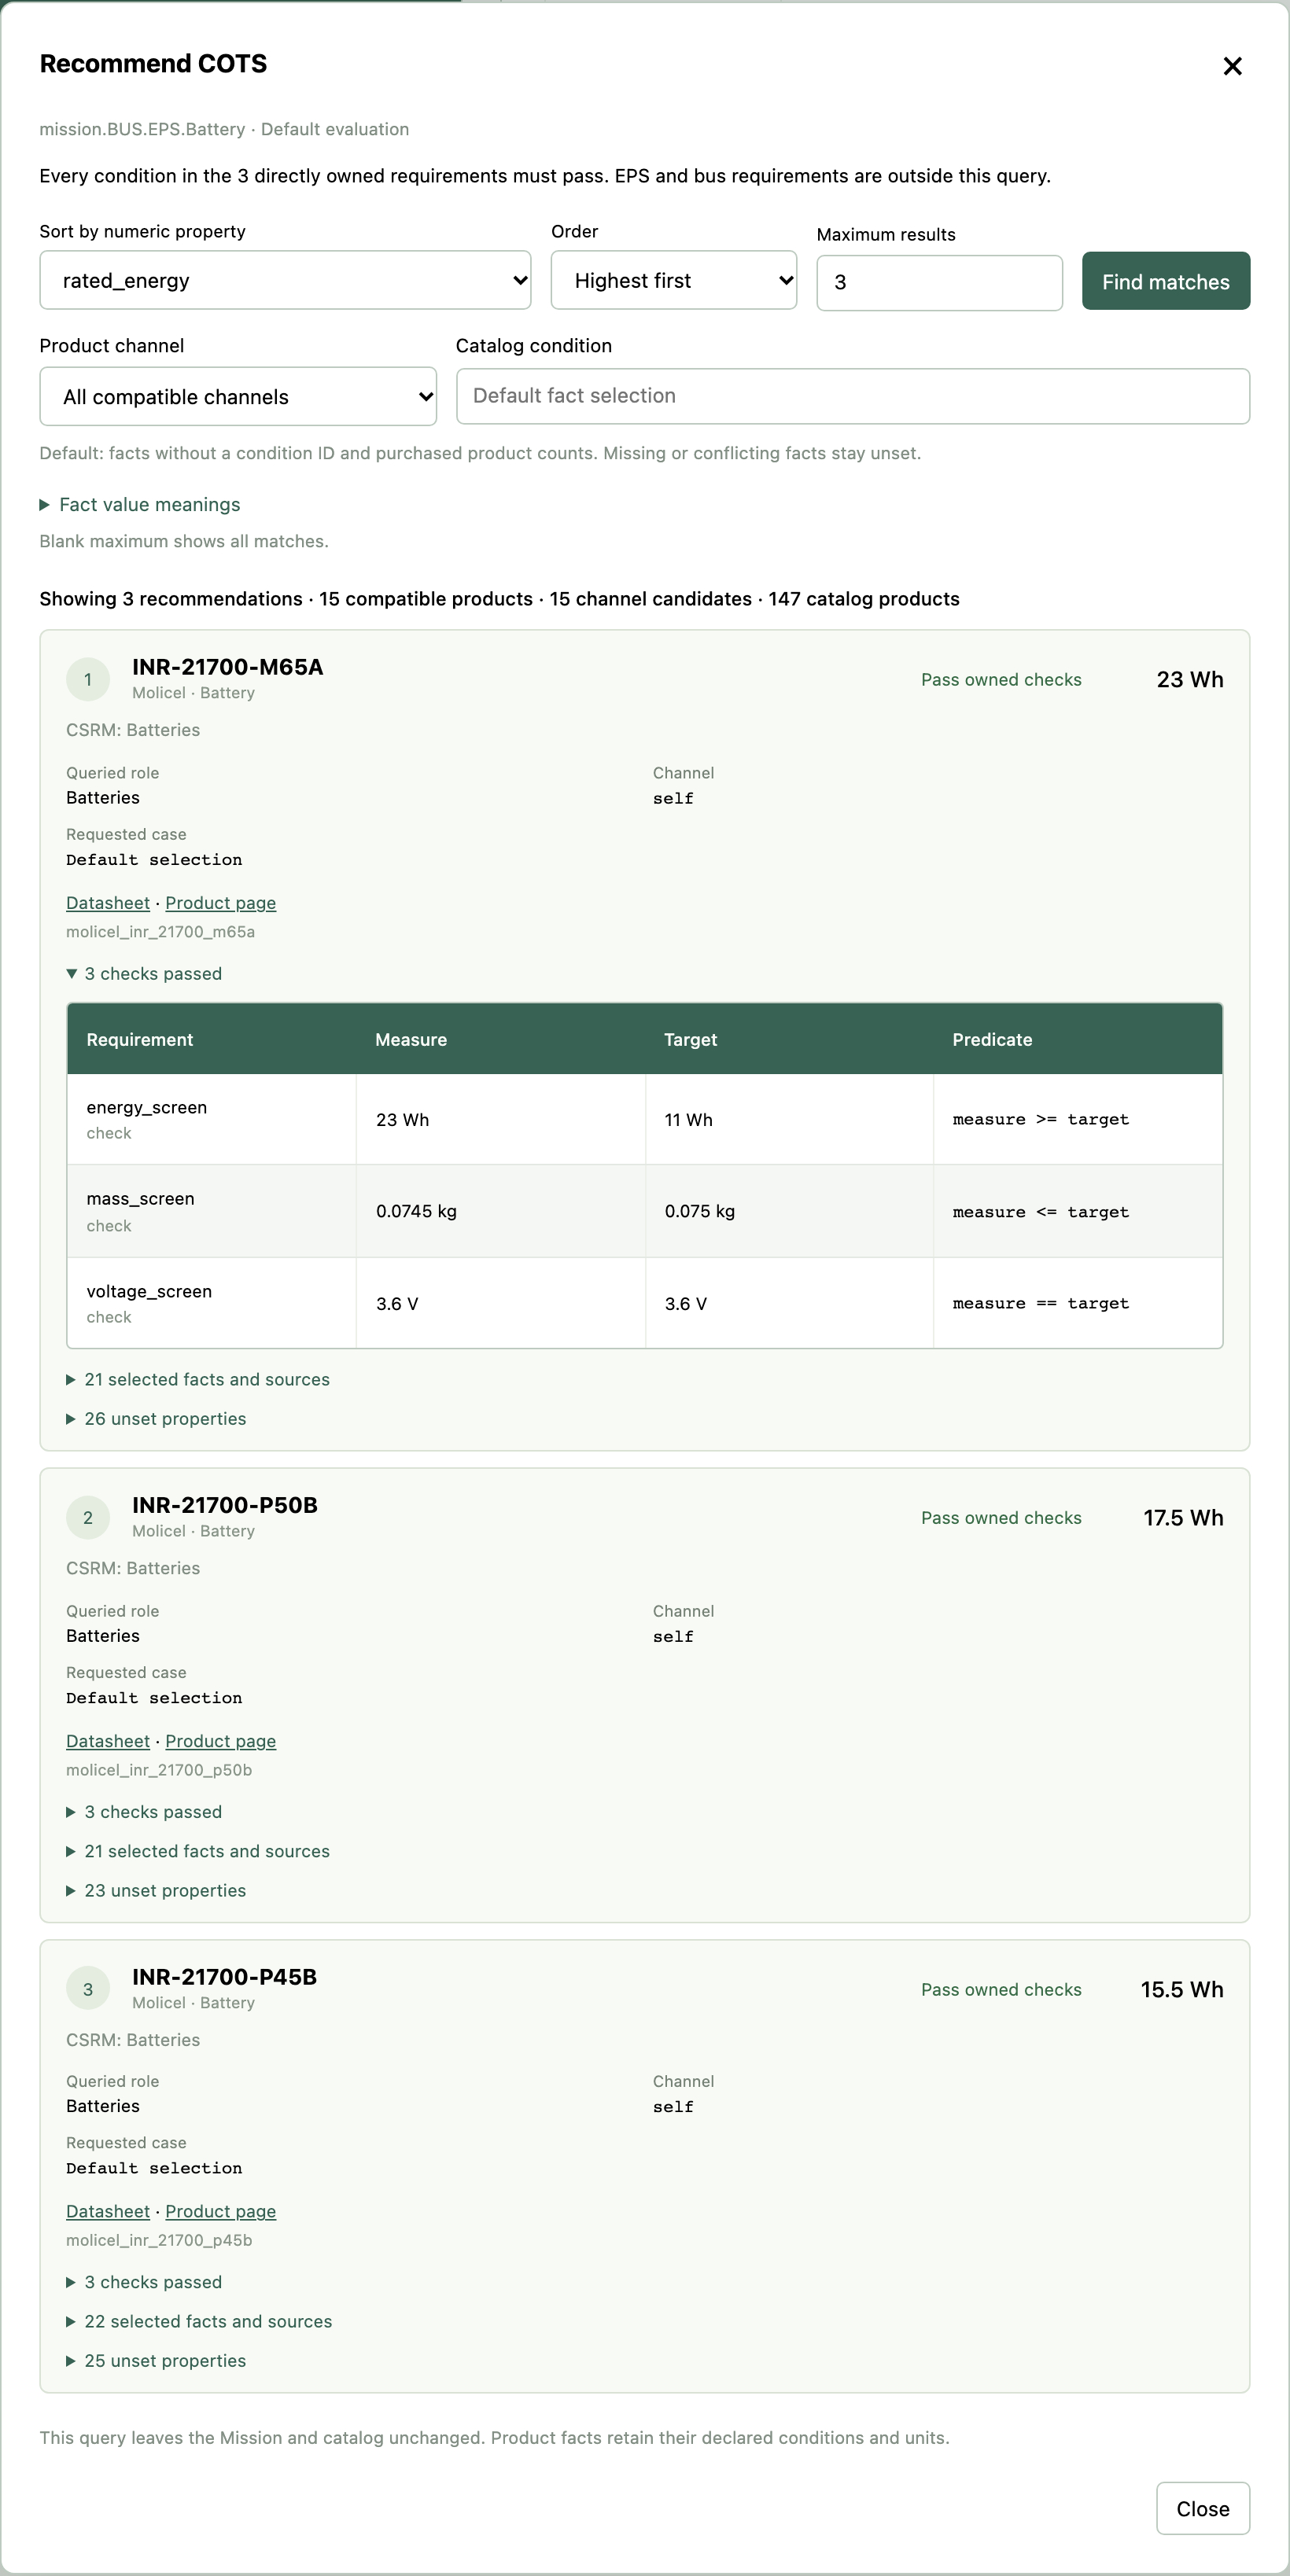 Recommend COTS
mission.BUS.EPS.Battery · Default evaluation
Every condition in the 3 directly owned requirements must pass. EPS and bus requirements are outside this query.
Sort by numeric property
Order
Maximum results
rated_energy
Highest first
3
Find matches
Product channel
Catalog condition
All compatible channels
Default fact selection
Default: facts without a condition ID and purchased product counts. Missing or conflicting facts stay unset.
Fact value meanings
Blank maximum shows all matches.
Showing 3 recommendations · 15 compatible products · 15 channel candidates · 147 catalog products
1
INR-21700-M65A
Molicel · Battery
Pass owned checks
23 Wh
CSRM: Batteries
Queried role
Channel
Batteries
self
Requested case
Default selection
Datasheet · Product page
molicel_inr_21700_m65a
3 checks passed
Requirement Measure Target Predicate
energy_screen
check
23 Wh
11 Wh
measure >= target
mass_screen
check
0.0745 kg
0.075 kg
measure <= target
voltage_screen
check
3.6 V
3.6 V
measure == target
21 selected facts and sources
26 unset properties
2
INR-21700-P50B
Molicel · Battery
Pass owned checks
17.5 Wh
CSRM: Batteries
Queried role
Channel
Batteries
self
Requested case
Default selection
Datasheet · Product page
molicel_inr_21700_p50b
3 checks passed
21 selected facts and sources
23 unset properties
3
INR-21700-P45B
Molicel · Battery
Pass owned checks
15.5 Wh
CSRM: Batteries
Queried role
Channel
Batteries
self
Requested case
Default selection
Datasheet · Product page
molicel_inr_21700_p45b
3 checks passed
22 selected facts and sources
25 unset properties
This query leaves the Mission and catalog unchanged. Product facts retain their declared conditions and units.
Close